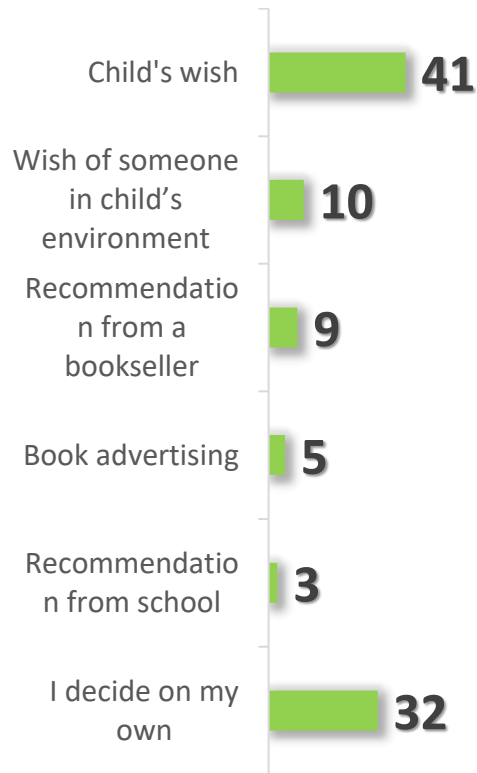 Child's wish
41
Wish of someone
in child’s
environment
10
Recommendatio
n from a
bookseller
9
Book advertising
5
Recommendatio
n from school
3
I decide on my
own
32